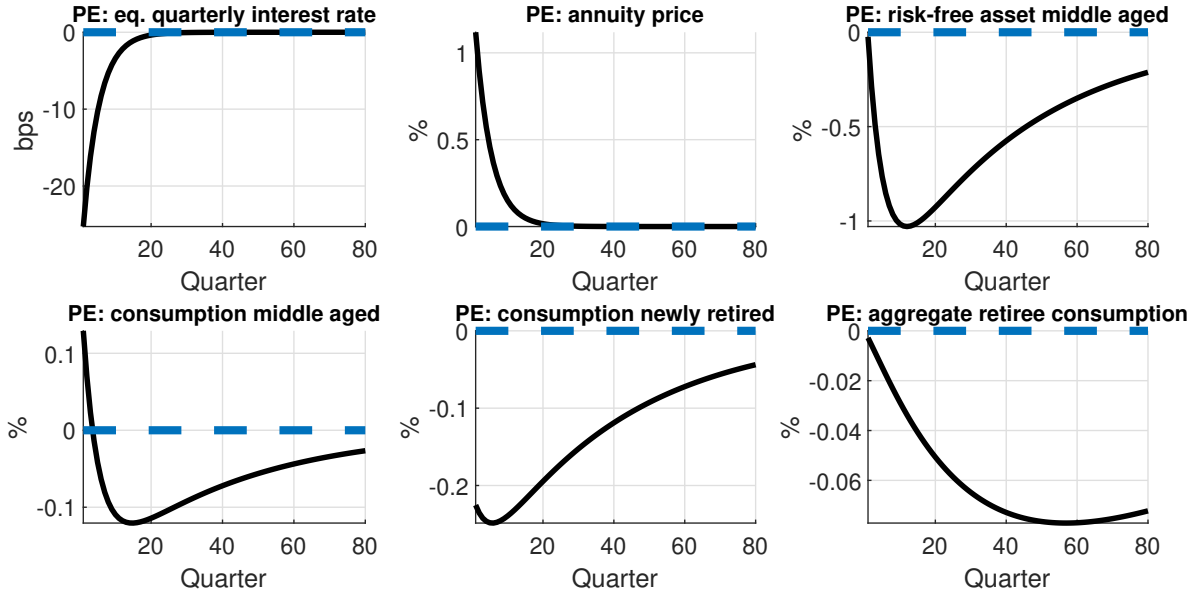 PE: eq. quarterly interest rate
0
-10
-20
bps
20 40 60 80
Quarter
PE: annuity price
1
0.5
0
%
20 40 60 80
Quarter
PE: risk-free asset middle aged
0
-0.5
-1
%
20 40 60 80
Quarter
PE: consumption middle aged
0.1
0
-0.1
%
20 40 60 80
Quarter
PE: consumption newly retired
0
-0.1
-0.2
%
20 40 60 80
Quarter
PE: aggregate retiree consumption
0
-0.02
-0.04
-0.06
%
20 40 60 80
Quarter